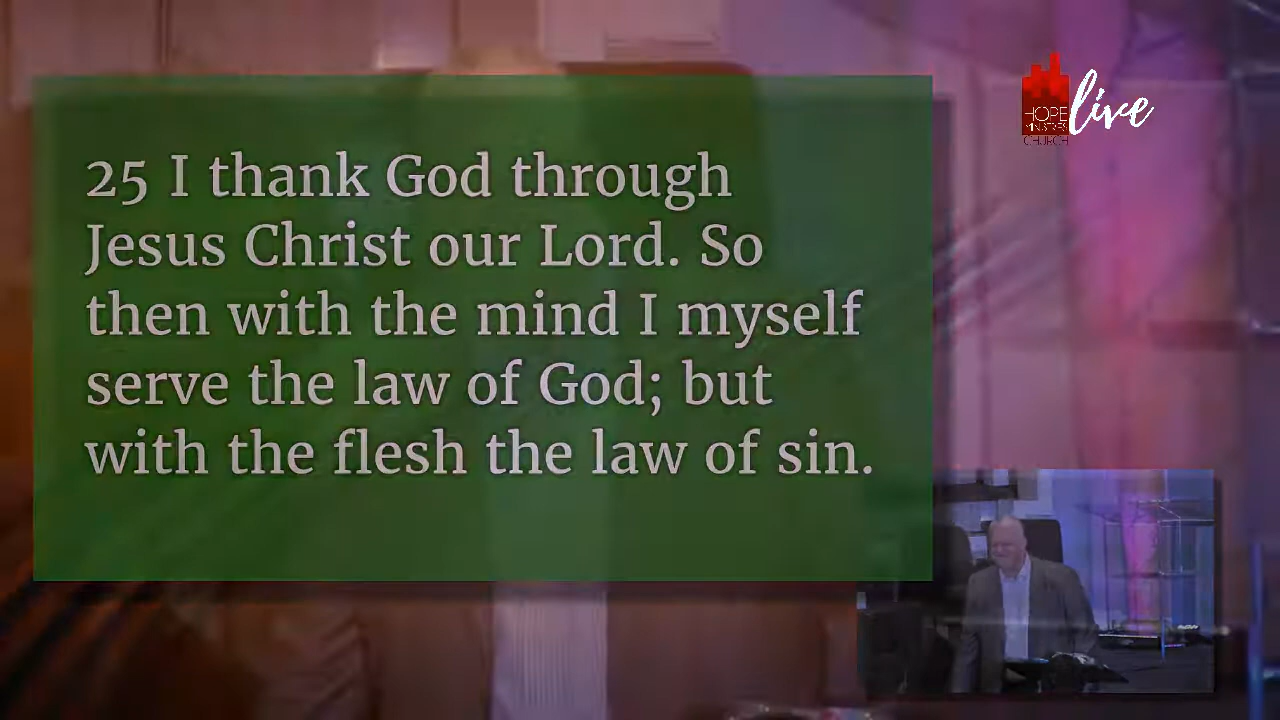 25 I thank God through
Jesus Christ our Lord. So
then with the mind I myself
serve the law of God; but
with the flesh the law of sin.
HOPE
MINISTRIES
CHURCH
live